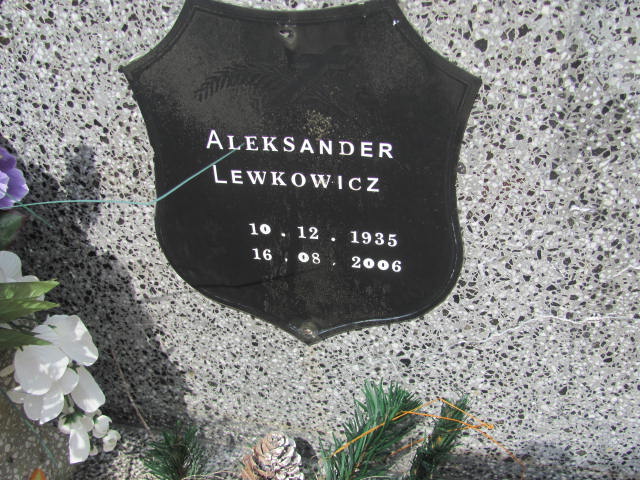 ALEKSANDER
LEWKOWICZ
10 . 12 . 1935
16 . 08 . 2006